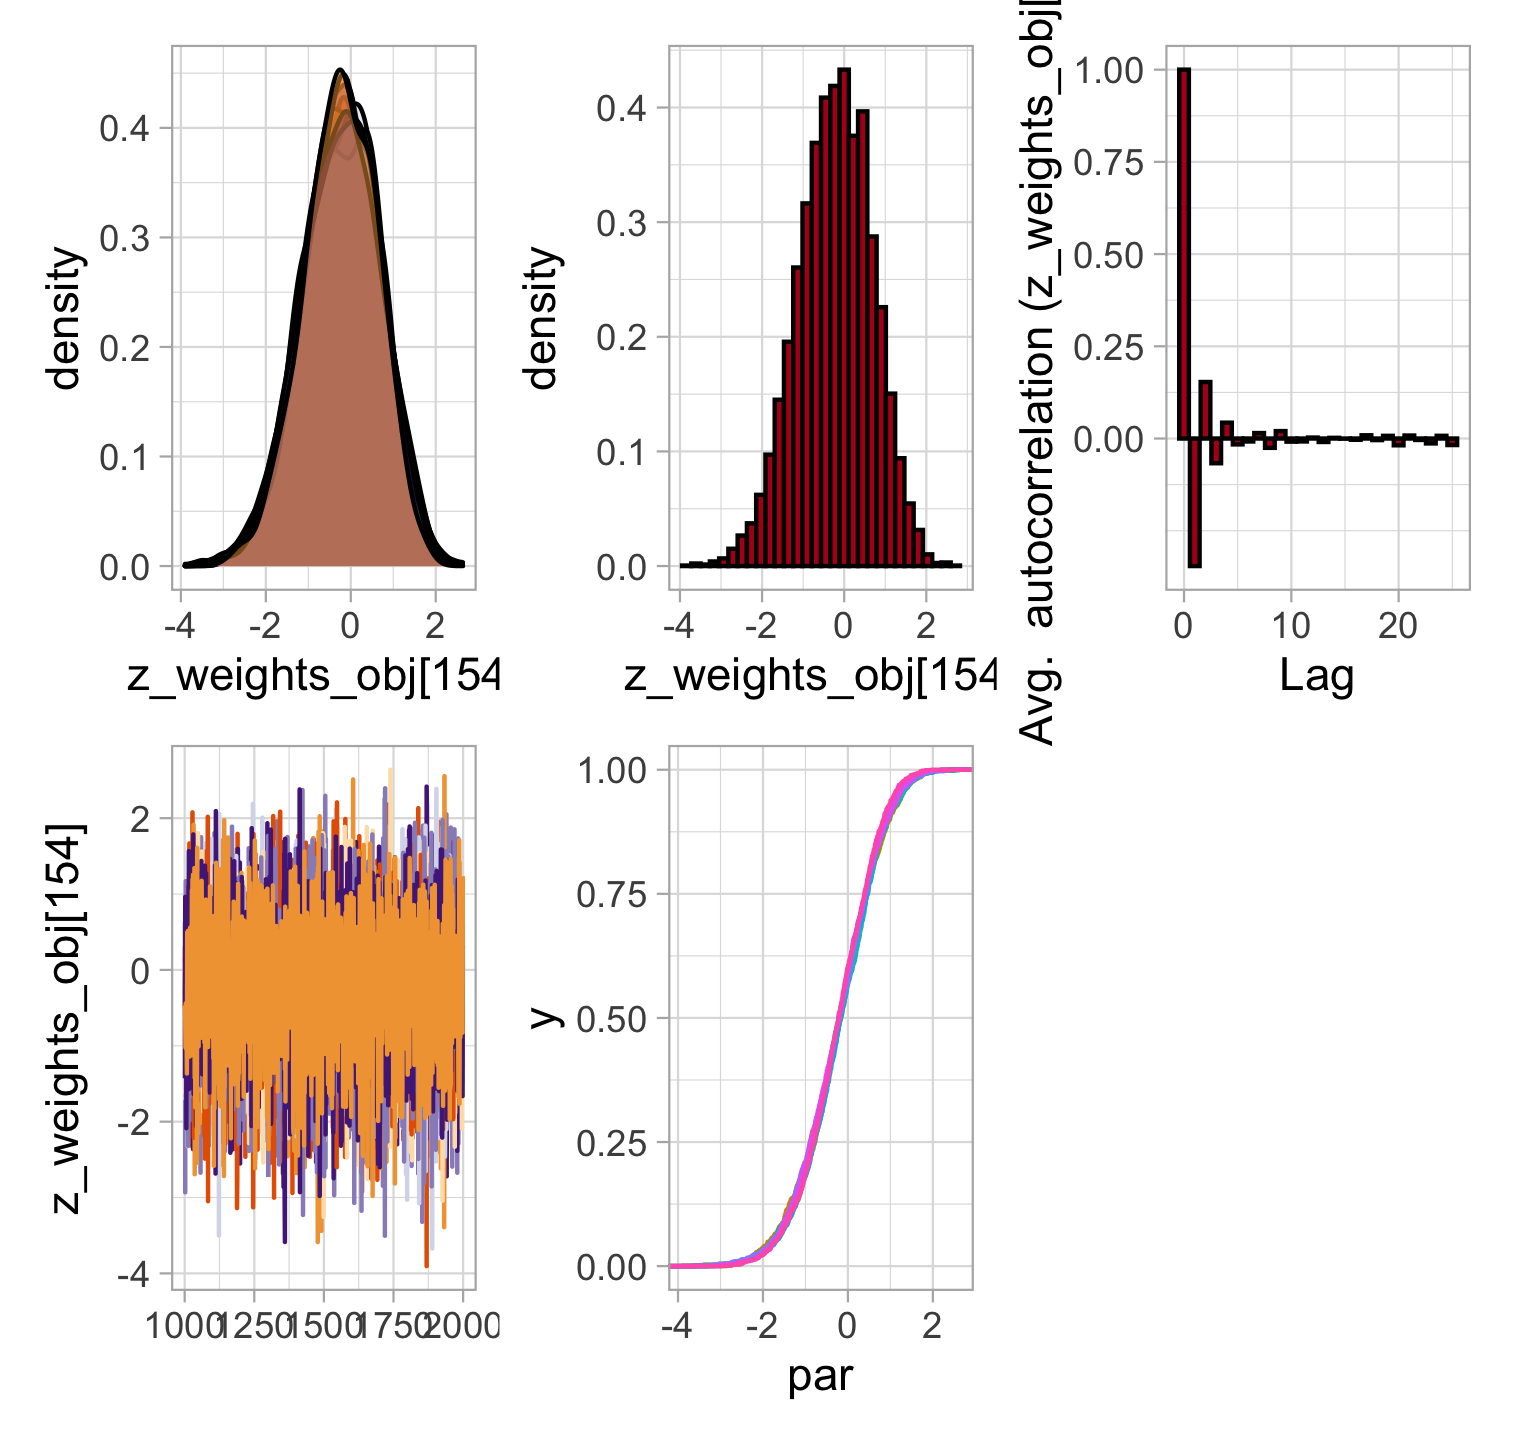 density
0.4
0.3
0.2
0.1
0.0
-4 -2 0 2
z_weights_obj[154
density
0.4
0.3
0.2
0.1
0.0
-4 -2 0 2
z_weights_obj[154
Avg. autocorrelation (z_weights_obj[
1.00
0.75
0.50
0.25
0.00
0 10 20
Lag
z_weights_obj[154]
2
0
-2
-4
1000 1250 1500 1750 2000
y
1.00
0.75
0.50
0.25
0.00
-4 -2 0 2
par